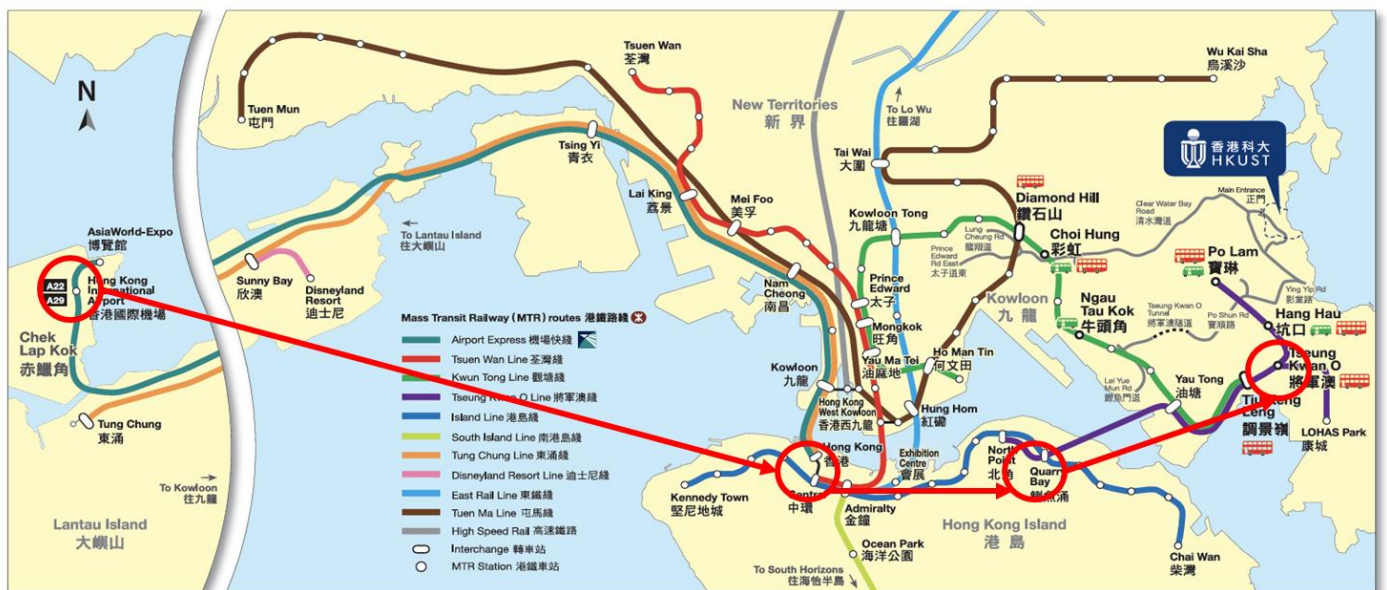 N
Tuen Mun
屯門
Tsuen Wan
荃灣
Tsing Yi
青衣
Lai King
荔景
Mei Foo
美孚
New Territories
新界
To Lo Wu
往羅湖
Tai Wai
大圍
Wu Kai Sha
烏溪沙
香港科大
HKUST
Main Entrance
正門
Clear Water Bay
Road
清水灣道
Diamond Hill
鑽石山
Choi Hung
彩虹
Lung
Cheung Rd
龍翔道
Prince
Edward
Rd East
太子道東
Kowloon Tong
九龍塘
Prince
Edward
太子
Mongkok
旺角
Yau Ma Tei
油麻地
Ho Man Tin
何文田
Kowloon
九龍
Ngau
Tau Kok
牛頭角
Po Lam
寶琳
Ying Yip Rd
影業路
Tseung Kwan O
Tunnel
將軍澳隧道
Po Shun Rd
寶順路
Hang Hau
坑口
Tseung
Kwan O
將軍澳
Lei Yue
Mun Rd
鯉魚門道
Yau Tong
油塘
Tiu Keng
Leng
調景嶺
LOHAS Park
康城
AsiaWorld-Expo
博覽館
A22
A29
Hong Kong
International
Airport
香港國際機場
Chek
Lap Kok
赤鱲角
Tung Chung
東涌
To Kowloon
往九龍
Lantau Island
大嶼山
To Lantau Island
往大嶼山
Sunny Bay
欣澳
Disneyland
Resort
迪士尼
Nam
Cheong
南昌
Kowloon
九龍
Hong Kong
West Kowloon
香港西九龍
Hung Hom
紅磡
Hong Kong
香港
Central
中環
Kennedy Town
堅尼地城
Admiralty
金鐘
Exhibition
Centre
會展
North
Point
北角
Quarry
Bay
鰂魚涌
Hong Kong Island
港島
Chai Wan
柴灣
Ocean Park
海洋公園
To South Horizons
往海怡半島
Mass Transit Railway (MTR) routes 港鐵路綫
Airport Express 機場快綫
Tsuen Wan Line 荃灣綫
Kwun Tong Line 觀塘綫
Tseung Kwan O Line 將軍澳綫
Island Line 港島綫
South Island Line 南港島綫
Tung Chung Line 東涌綫
Disneyland Resort Line 迪士尼綫
East Rail Line 東鐵綫
Tuen Ma Line 屯馬綫
High Speed Rail 高速鐵路
Interchange 轉車站
MTR Station 港鐵車站